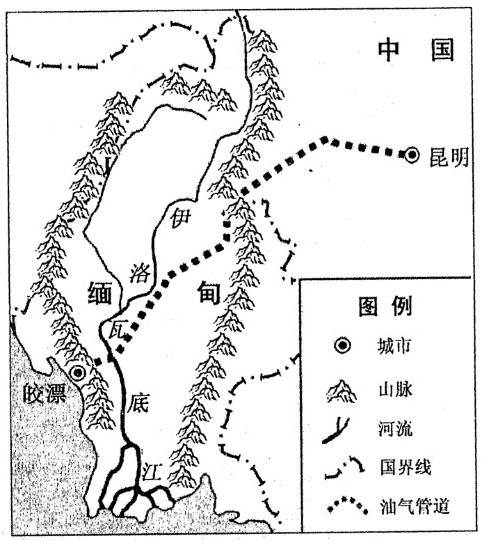 中国
昆明
伊
洛
缅甸
瓦
皎漂
底
江
图例
城市
山脉
河流
国界线
油气管道